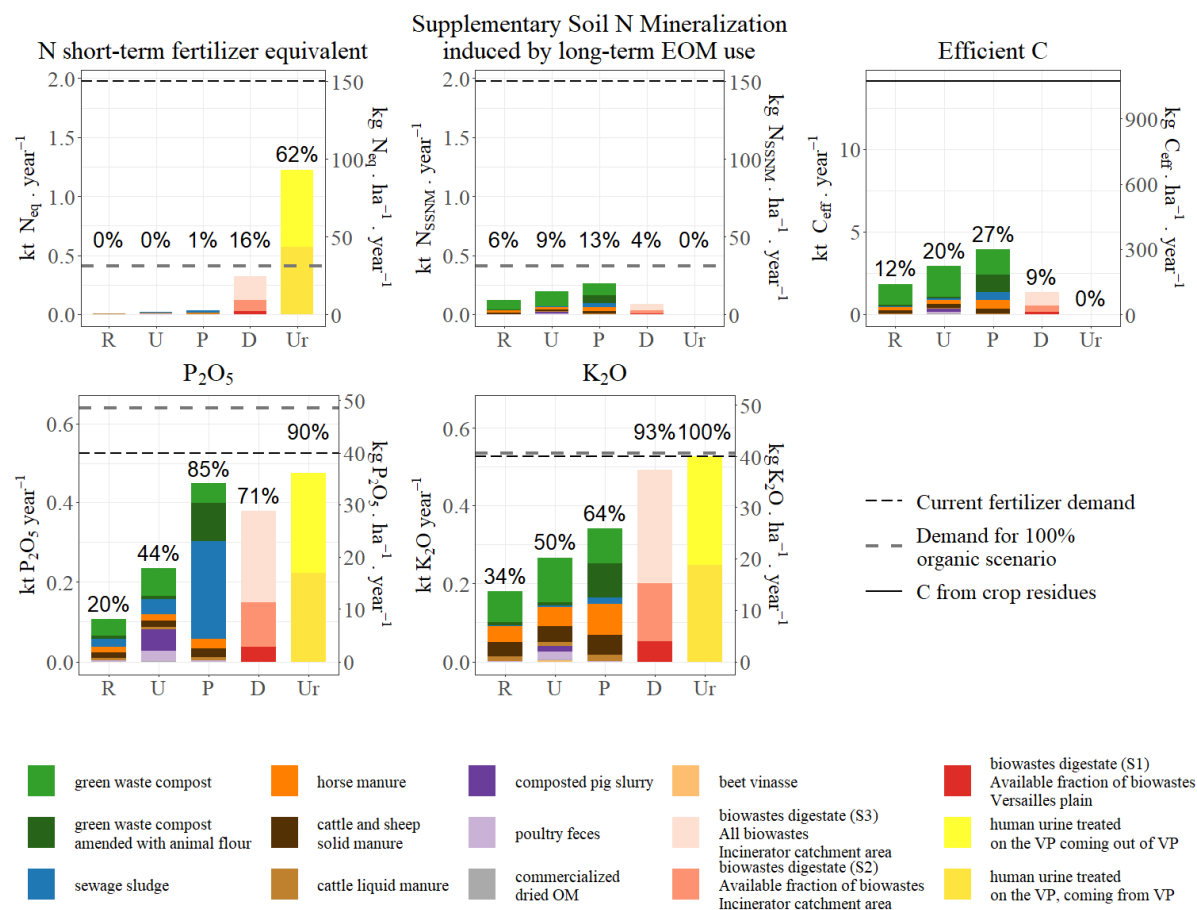 N short-term fertilizer equivalent
Supplementary Soil N Mineralization
induced by long-term EOM use
Efficient C
kt N_eq . year⁻¹
2.0
1.5
1.0
0.5
0.0
0% 0% 1% 16% 62%
150
100
50
0
kg N_eq . ha⁻¹ . year⁻¹
R U P D Ur
kt N_SSNM . year⁻¹
2.0
1.5
1.0
0.5
0.0
6% 9% 13% 4% 0%
150
100
50
0
kg N_SSNM . ha⁻¹ . year⁻¹
R U P D Ur
kt C_eff . year⁻¹
10
5
0
12% 20% 27% 9% 0%
900
600
300
0
kg C_eff . ha⁻¹ . year⁻¹
R U P D Ur
P₂O₅
kt P₂O₅ year⁻¹
0.6
0.4
0.2
0.0
20% 44% 85% 71% 90%
50
40
30
20
10
0
kg P₂O₅ . ha⁻¹ . year⁻¹
R U P D Ur
K₂O
kt K₂O year⁻¹
0.6
0.4
0.2
0.0
34% 50% 64% 93% 100%
50
40
30
20
10
0
kg K₂O . ha⁻¹ . year⁻¹
R U P D Ur
Current fertilizer demand
Demand for 100%
organic scenario
C from crop residues
green waste compost
green waste compost
amended with animal flour
sewage sludge
horse manure
cattle and sheep
solid manure
cattle liquid manure
composted pig slurry
poultry feces
commercialized
dried OM
beet vinasse
biowastes digestate (S3)
All biowastes
Incinerator catchment area
biowastes digestate (S2)
Available fraction of biowastes
Incinerator catchment area
biowastes digestate (S1)
Available fraction of biowastes
Versailles plain
human urine treated
on the VP coming out of VP
human urine treated
on the VP, coming from VP